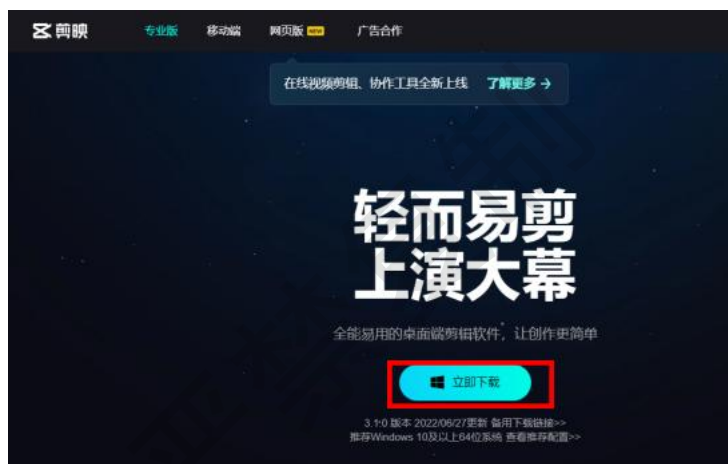 剪映 专业版 移动端 网页版 NEW 广告合作
在线视频剪辑、协作工具全新上线 了解更多 →
轻而易剪
上演大幕
全能易用的桌面端剪辑软件，让创作更简单
立即下载
3.1.0 版本 2022/06/27更新 备用下载链接>>
推荐Windows 10及以上64位系统 查看推荐配置>>